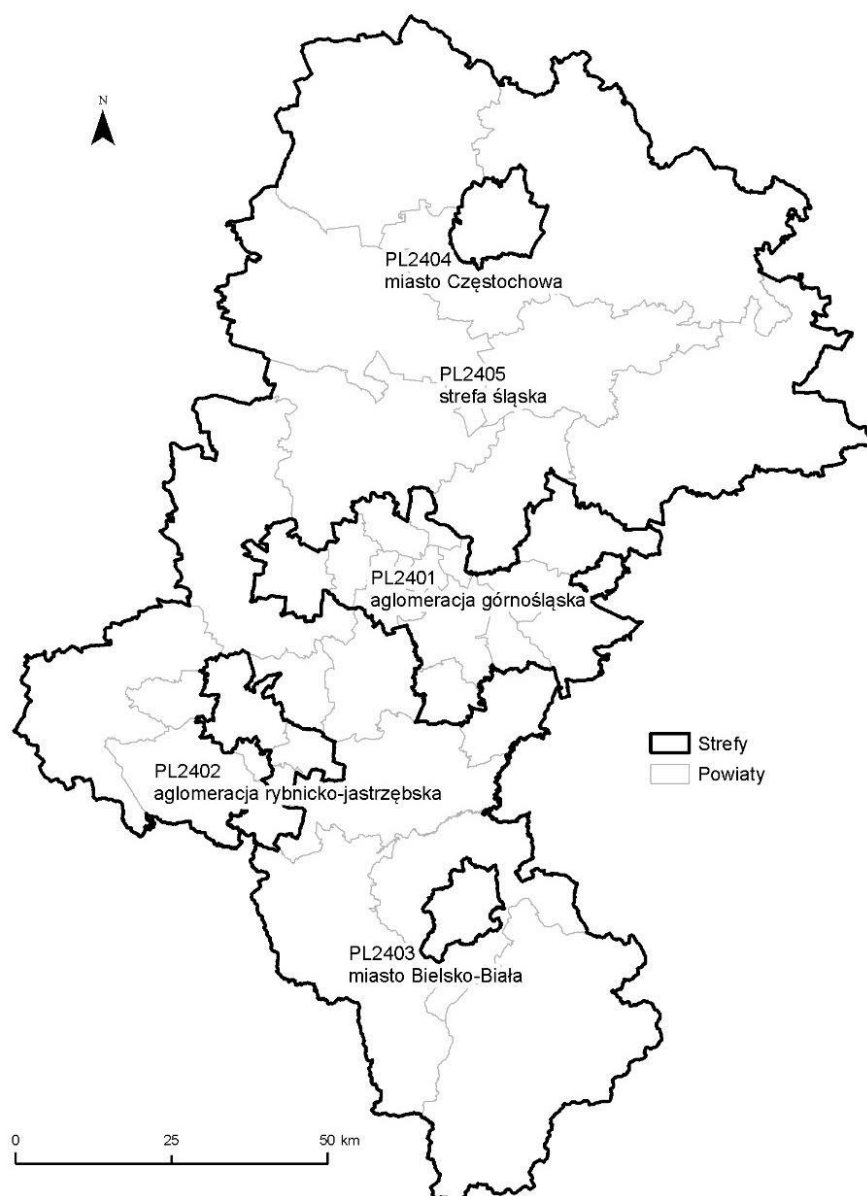 N
PL2404
miasto Częstochowa
PL2405
strefa śląska
PL2401
aglomeracja górnośląska
Strefy
Powiaty
PL2402
aglomeracja rybnicko-jastrzębska
PL2403
miasto Bielsko-Biała
0 25 50 km